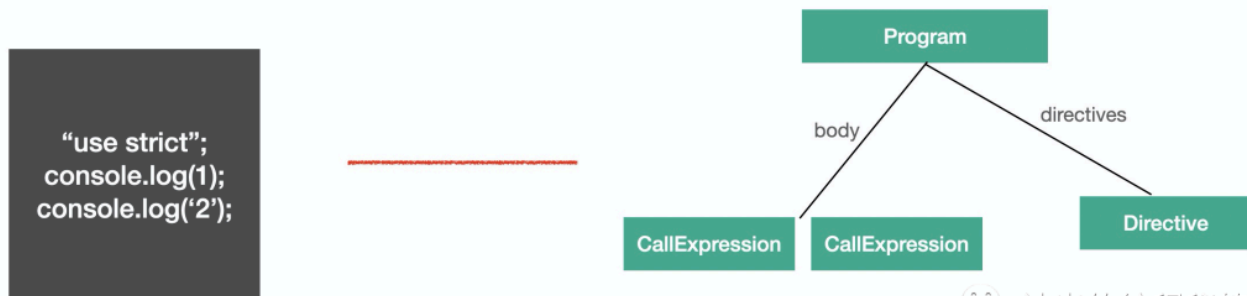 “use strict”;
console.log(1);
console.log(‘2’);
Program
body
directives
CallExpression
CallExpression
Directive